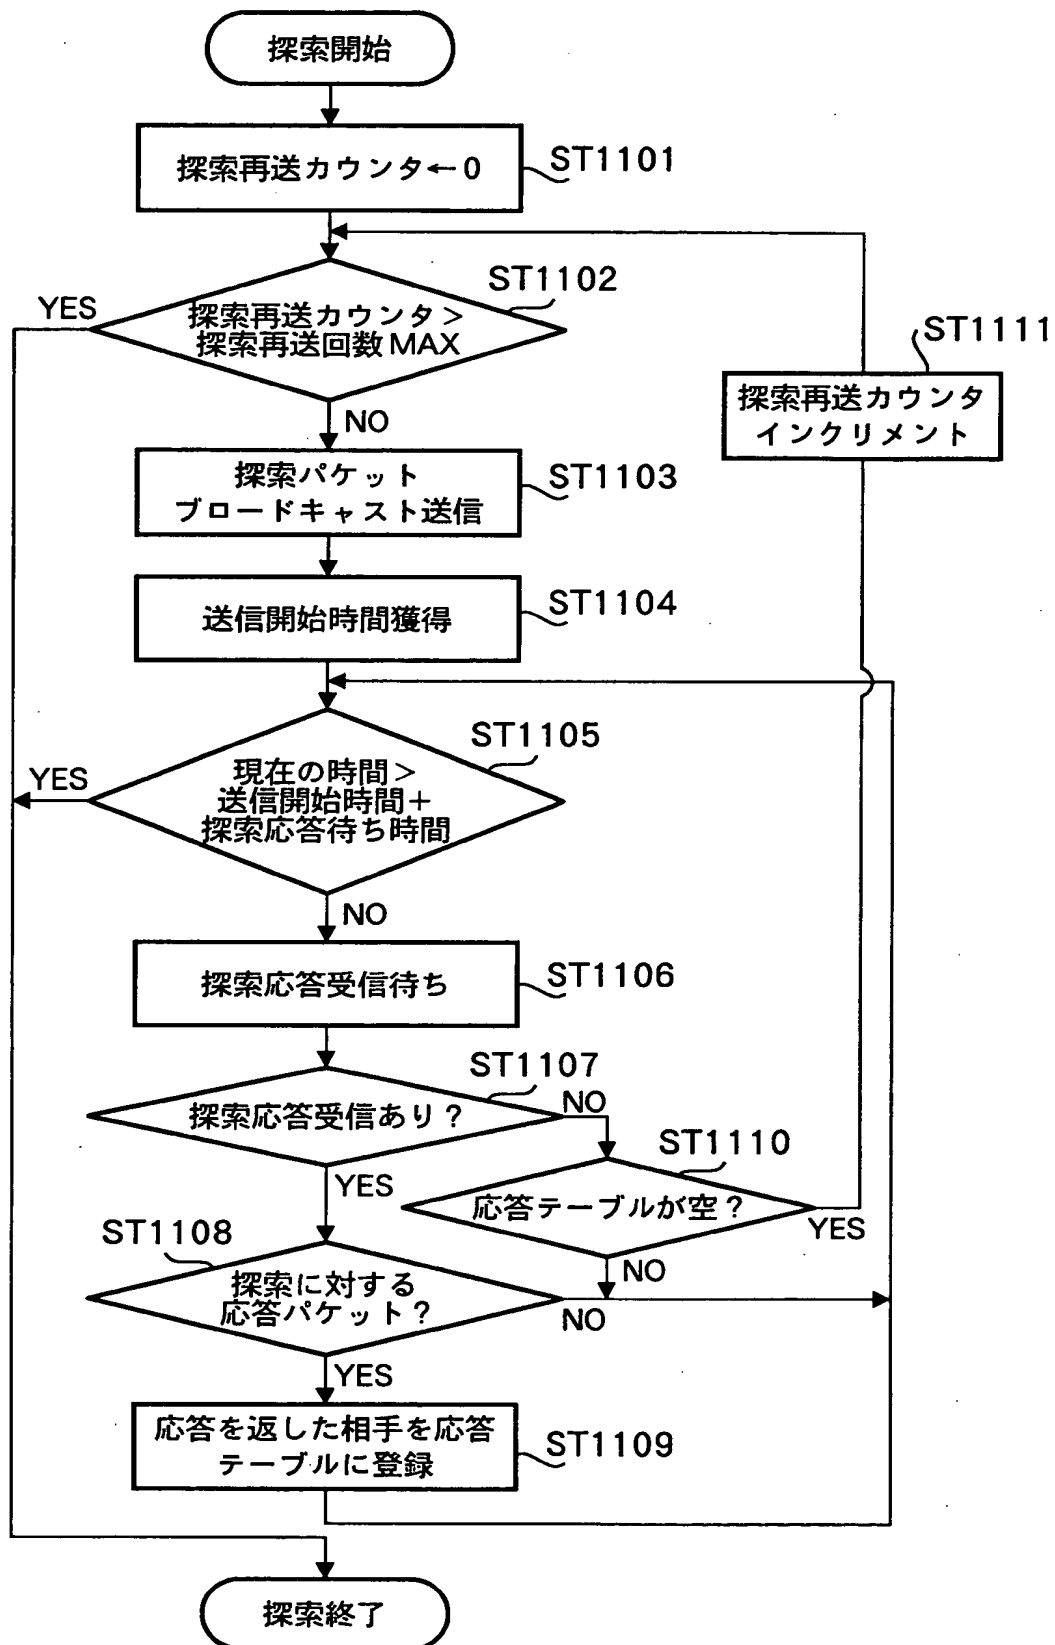 探索開始
探索再送カウンタ←0
ST1101
ST1102
YES
探索再送カウンタ>
探索再送回数MAX
NO
ST1111
探索再送カウンタ
インクリメント
探索パケット
ブロードキャスト送信
ST1103
送信開始時間獲得
ST1104
ST1105
YES
現在の時間>
送信開始時間+
探索応答待ち時間
NO
探索応答受信待ち
ST1106
ST1107
探索応答受信あり?
NO
YES
ST1110
応答テーブルが空?
YES
NO
ST1108
探索に対する
応答パケット?
NO
YES
応答を返した相手を応答
テーブルに登録
ST1109
探索終了